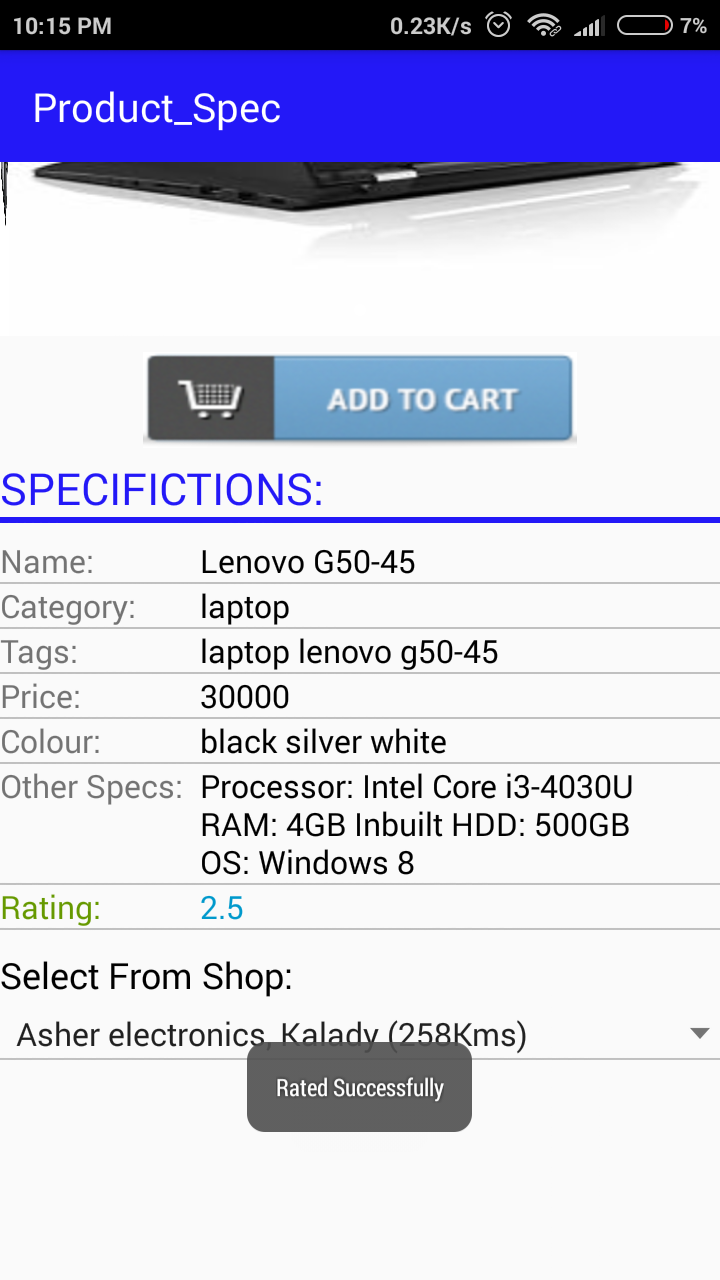 10:15 PM 0.23K/s 7%
Product_Spec
ADD TO CART
SPECIFICTIONS:
Name: Lenovo G50-45
Category: laptop
Tags: laptop lenovo g50-45
Price: 30000
Colour: black silver white
Other Specs: Processor: Intel Core i3-4030U
RAM: 4GB Inbuilt HDD: 500GB
OS: Windows 8
Rating: 2.5
Select From Shop:
Asher electronics, Kalady (258Kms)
Rated Successfully